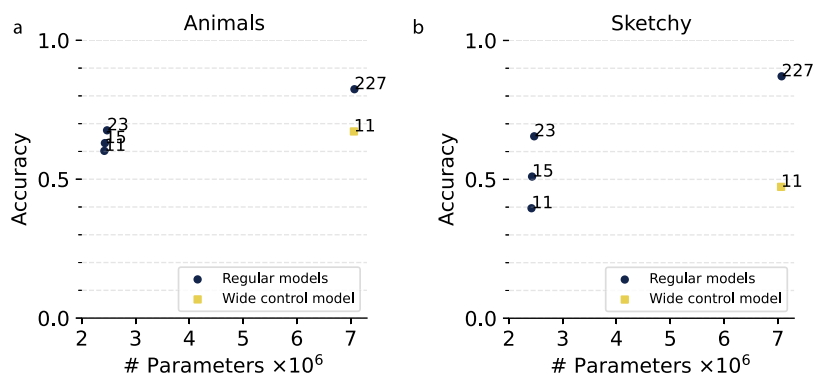 a
Animals
1.0
0.5
0.0
Accuracy
227
23
15
11
11
Regular models
Wide control model
2 3 4 5 6 7
# Parameters ×10⁶
b
Sketchy
1.0
0.5
0.0
Accuracy
227
23
15
11
11
Regular models
Wide control model
2 3 4 5 6 7
# Parameters ×10⁶